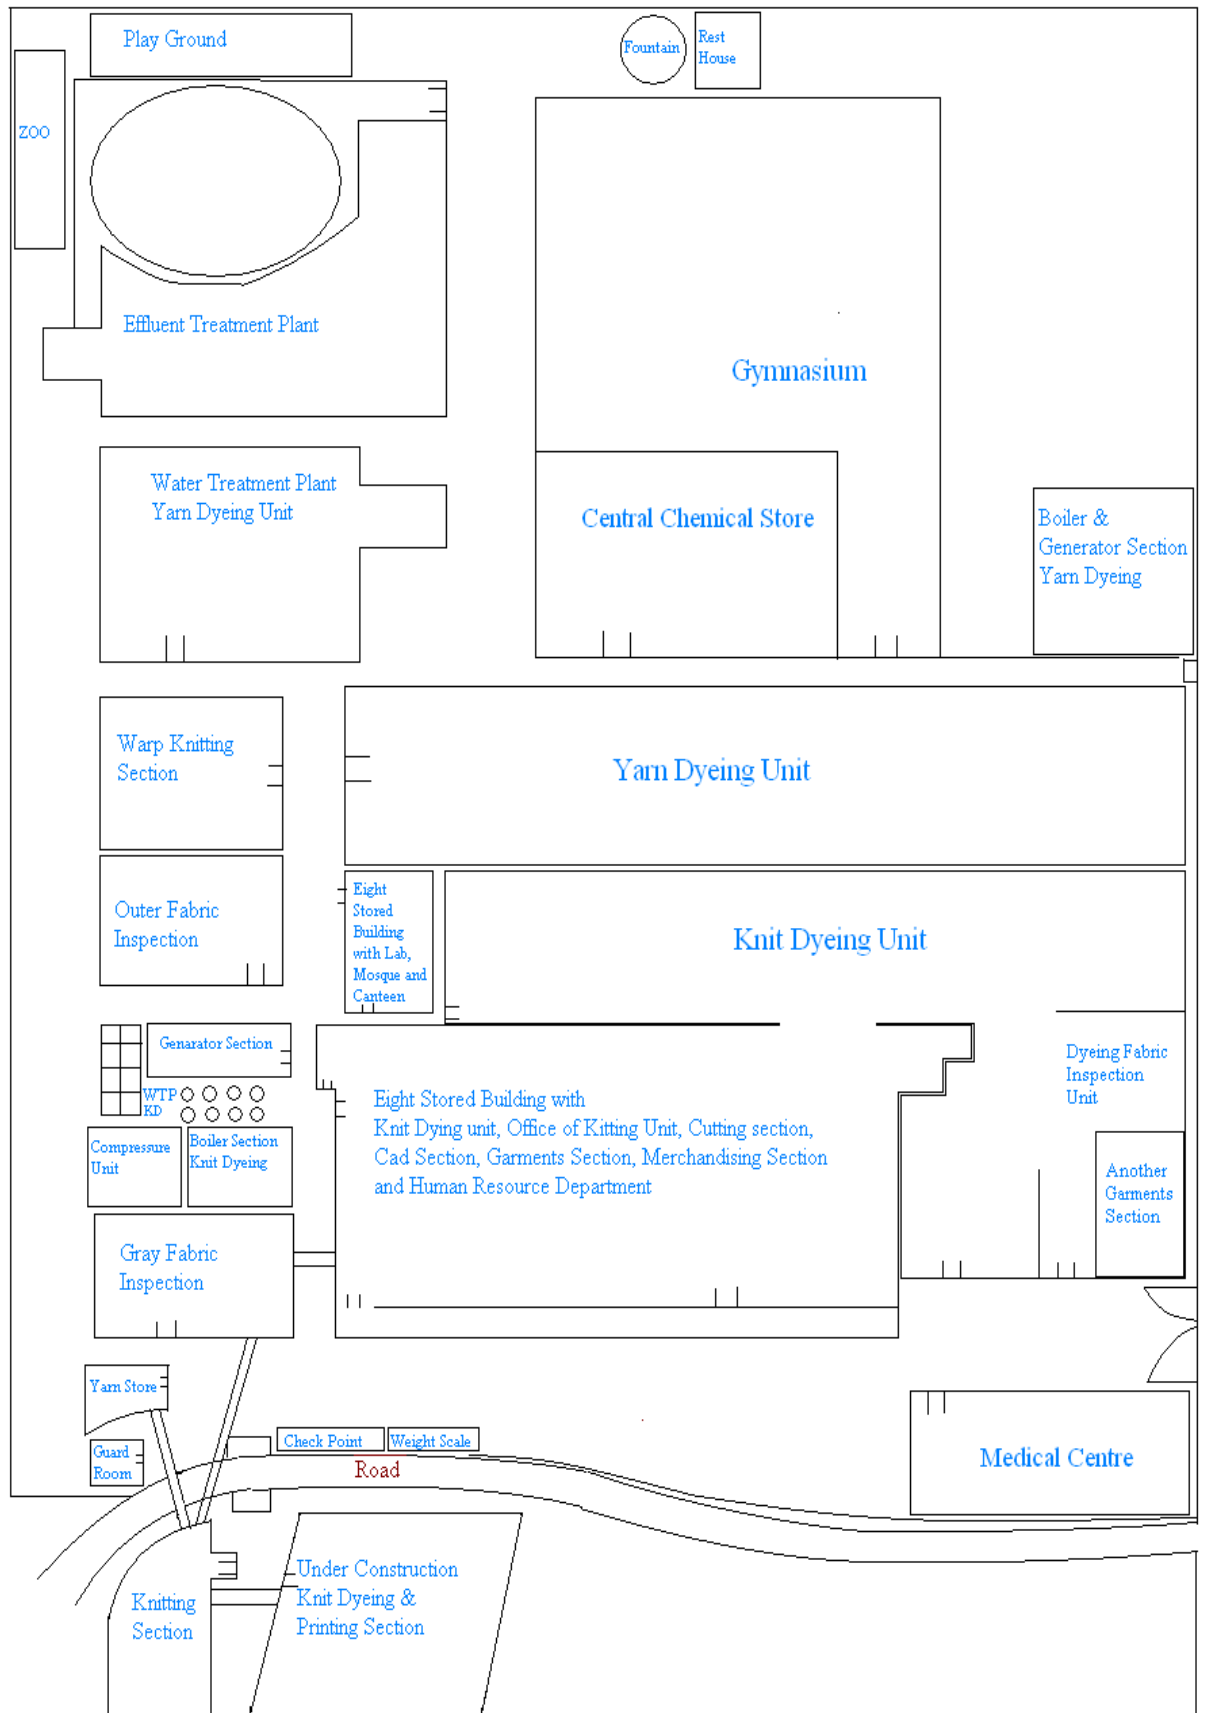 Play Ground
Fountain
Rest
House
ZOO
Effluent Treatment Plant
Gymnasium
Water Treatment Plant
Yarn Dyeing Unit
Central Chemical Store
Boiler &
Generator Section
Yarn Dyeing
Warp Knitting
Section
Yarn Dyeing Unit
Outer Fabric
Inspection
Eight
Stored
Building
with Lab,
Mosque and
Canteen
Knit Dyeing Unit
Genarator Section
WTP
KD
Compressure
Unit
Boiler Section
Knit Dyeing
Eight Stored Building with
Knit Dying unit, Office of Kitting Unit, Cutting section,
Cad Section, Garments Section, Merchandising Section
and Human Resource Department
Dyeing Fabric
Inspection
Unit
Another
Garments
Section
Gray Fabric
Inspection
Yarn Store
Guard
Room
Check Point
Weight Scale
Road
Medical Centre
Knitting
Section
Under Construction
Knit Dyeing &
Printing Section